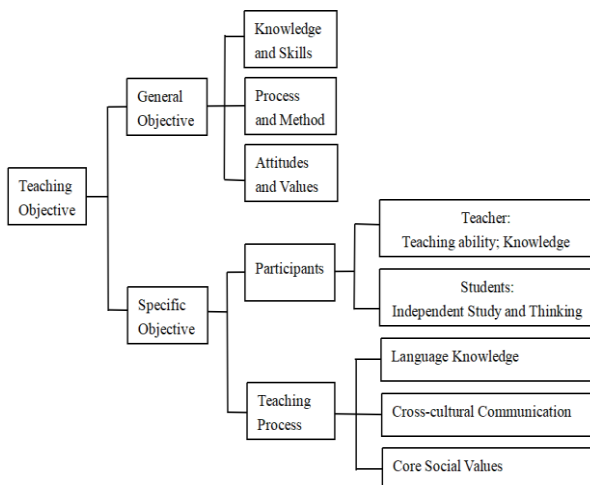 Teaching
Objective
General
Objective
Knowledge
and Skills
Process
and Method
Attitudes
and Values
Specific
Objective
Participants
Teacher:
Teaching ability; Knowledge
Students:
Independent Study and Thinking
Teaching
Process
Language Knowledge
Cross-cultural Communication
Core Social Values